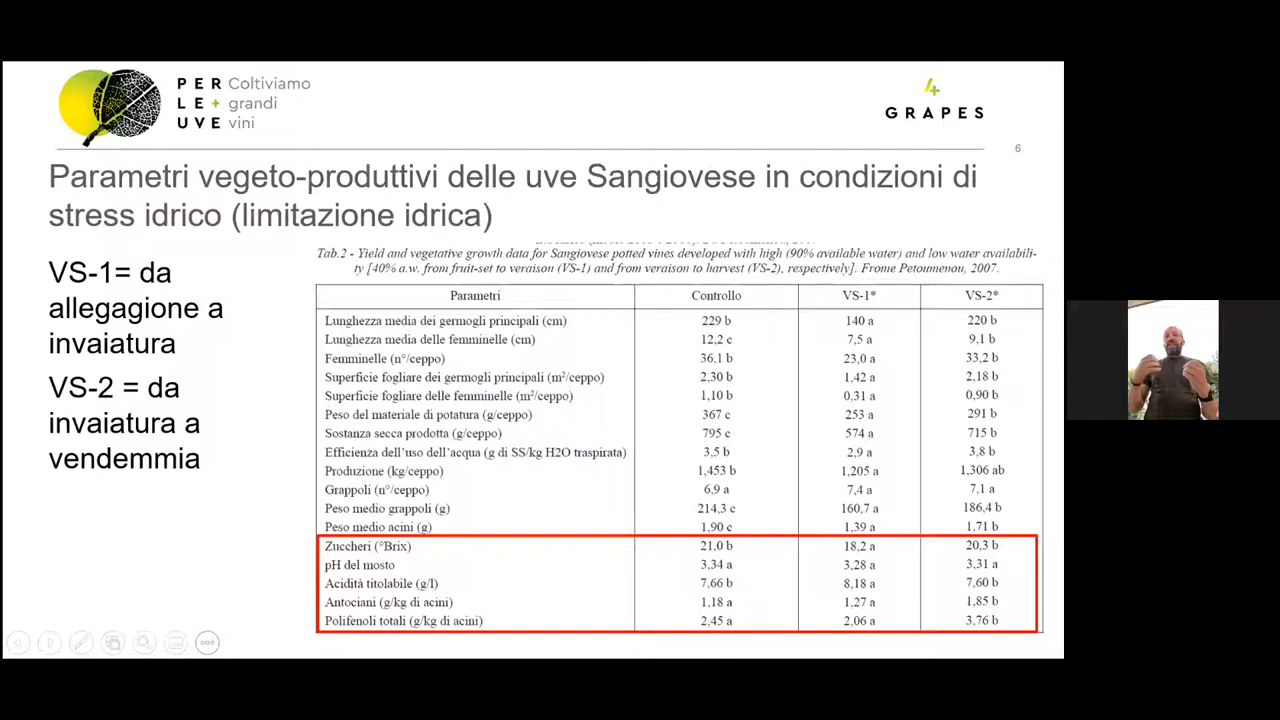 PER Coltiviamo
LE+ grandi
UVE vini
4
GRAPES
6
Parametri vegeto-produttivi delle uve Sangiovese in condizioni di
stress idrico (limitazione idrica)
VS-1= da
allegagione a
invaiatura
VS-2 = da
invaiatura a
vendemmia
Tab.2 - Yield and vegetative growth data for Sangiovese potted vines developed with high (90% available water) and low water availabili-
ty [40% a.w. from fruit-set to veraison (VS-1) and from veraison to harvest (VS-2), respectively]. Frome Petoumenou, 2007.
Parametri Controllo VS-1* VS-2*
Lunghezza media dei germogli principali (cm) 229 b 140 a 220 b
Lunghezza media delle femminelle (cm) 12,2 c 7,5 a 9,1 b
Femminelle (n°/ceppo) 36,1 b 23,0 a 33,2 b
Superficie fogliare dei germogli principali (m²/ceppo) 2,30 b 1,42 a 2,18 b
Superficie fogliare delle femminelle (m²/ceppo) 1,10 b 0,31 a 0,90 b
Peso del materiale di potatura (g/ceppo) 367 c 253 a 291 b
Sostanza secca prodotta (g/ceppo) 795 c 574 a 715 b
Efficienza dell'uso dell'acqua (g di SS/kg H2O traspirata) 3,5 b 2,9 a 3,8 b
Produzione (kg/ceppo) 1,453 b 1,205 a 1,306 ab
Grappoli (n°/ceppo) 6,9 a 7,4 a 7,1 a
Peso medio grappoli (g) 214,3 c 160,7 a 186,4 b
Peso medio acini (g) 1,90 c 1,39 a 1,71 b
Zuccheri (°Brix) 21,0 b 18,2 a 20,3 b
pH del mosto 3,34 a 3,28 a 3,31 a
Acidità titolabile (g/l) 7,66 b 8,18 a 7,60 b
Antociani (g/kg di acini) 1,18 a 1,27 a 1,85 b
Polifenoli totali (g/kg di acini) 2,45 a 2,06 a 3,76 b